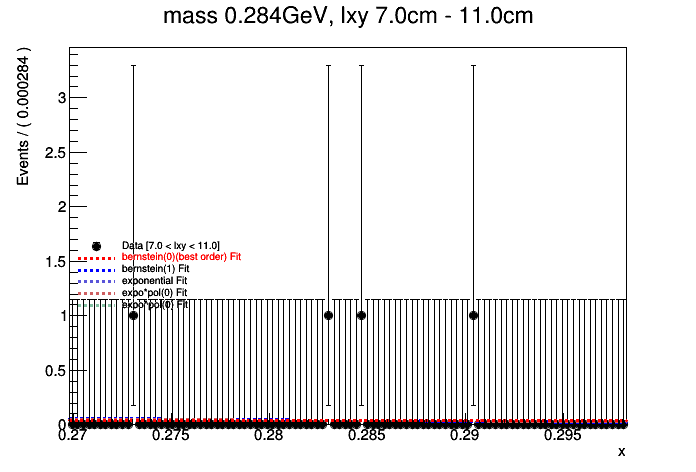 mass 0.284GeV, lxy 7.0cm - 11.0cm
Events / ( 0.000284 )
3
2.5
2
1.5
1
0.5
0
Data [7.0 < lxy < 11.0]
bernstein(0)(best order) Fit
bernstein(1) Fit
exponential Fit
expo*pol(0) Fit
expo*pol(0) Fit
0.27 0.275 0.28 0.285 0.29 0.295
x